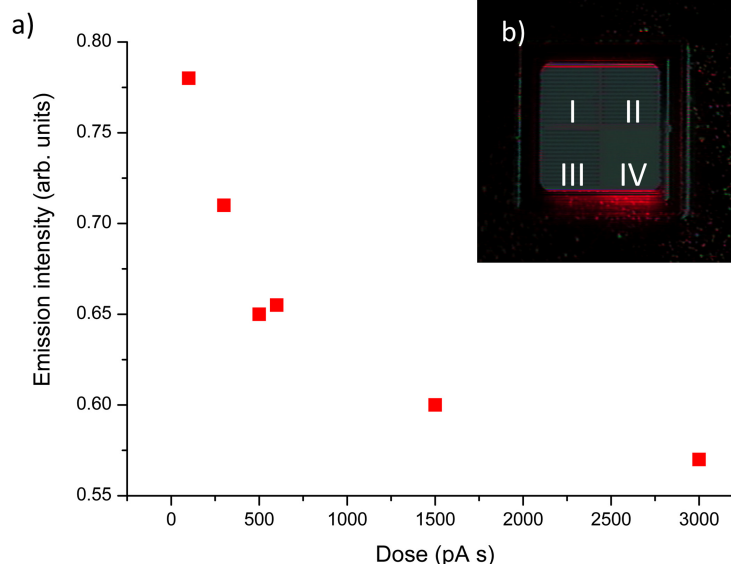 a)
b)
I II
III IV
0.80
0.75
0.70
0.65
0.60
0.55
Emission intensity (arb. units)
0 500 1000 1500 2000 2500 3000
Dose (pA s)